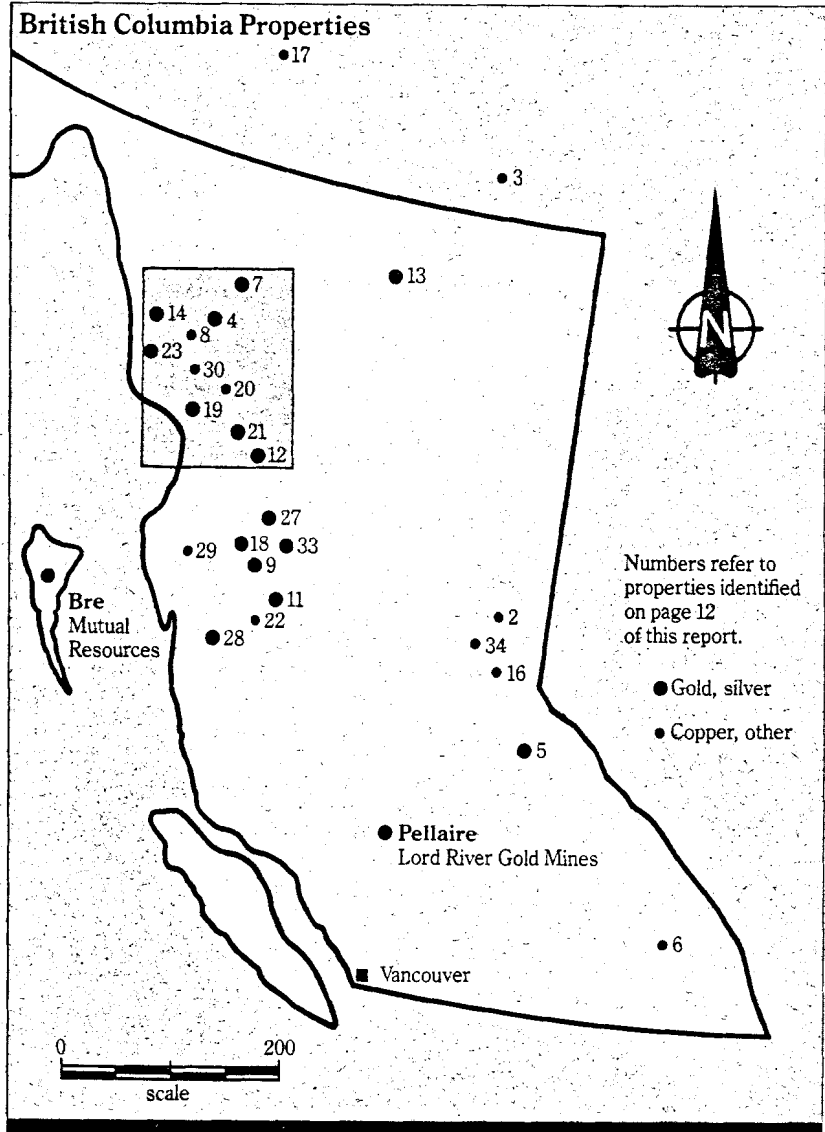 British Columbia Properties
17
3
13
7
14
4
8
23
30
20
19
21
12
27
18
33
29
9
11
22
28
Bre
Mutual
Resources
Numbers refer to
properties identified
on page 12
of this report.
Gold, silver
Copper, other
2
34
16
5
Pellaire
Lord River Gold Mines
6
Vancouver
N
0 200
scale